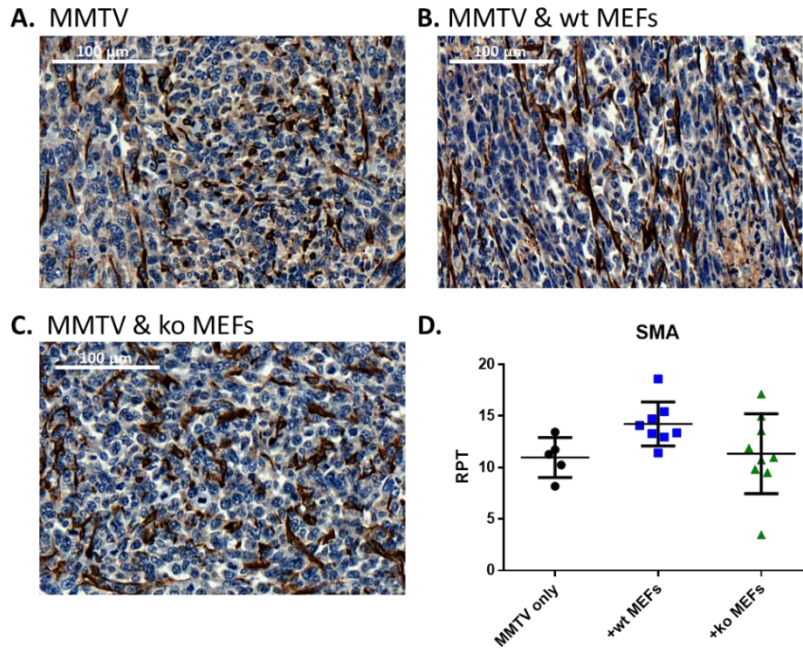 A. MMTV
100 µm
B. MMTV & wt MEFs
100 µm
C. MMTV & ko MEFs
100 µm
D.
SMA
20
15
10
5
0
RPT
MMTV only
+wt MEFs
+ko MEFs